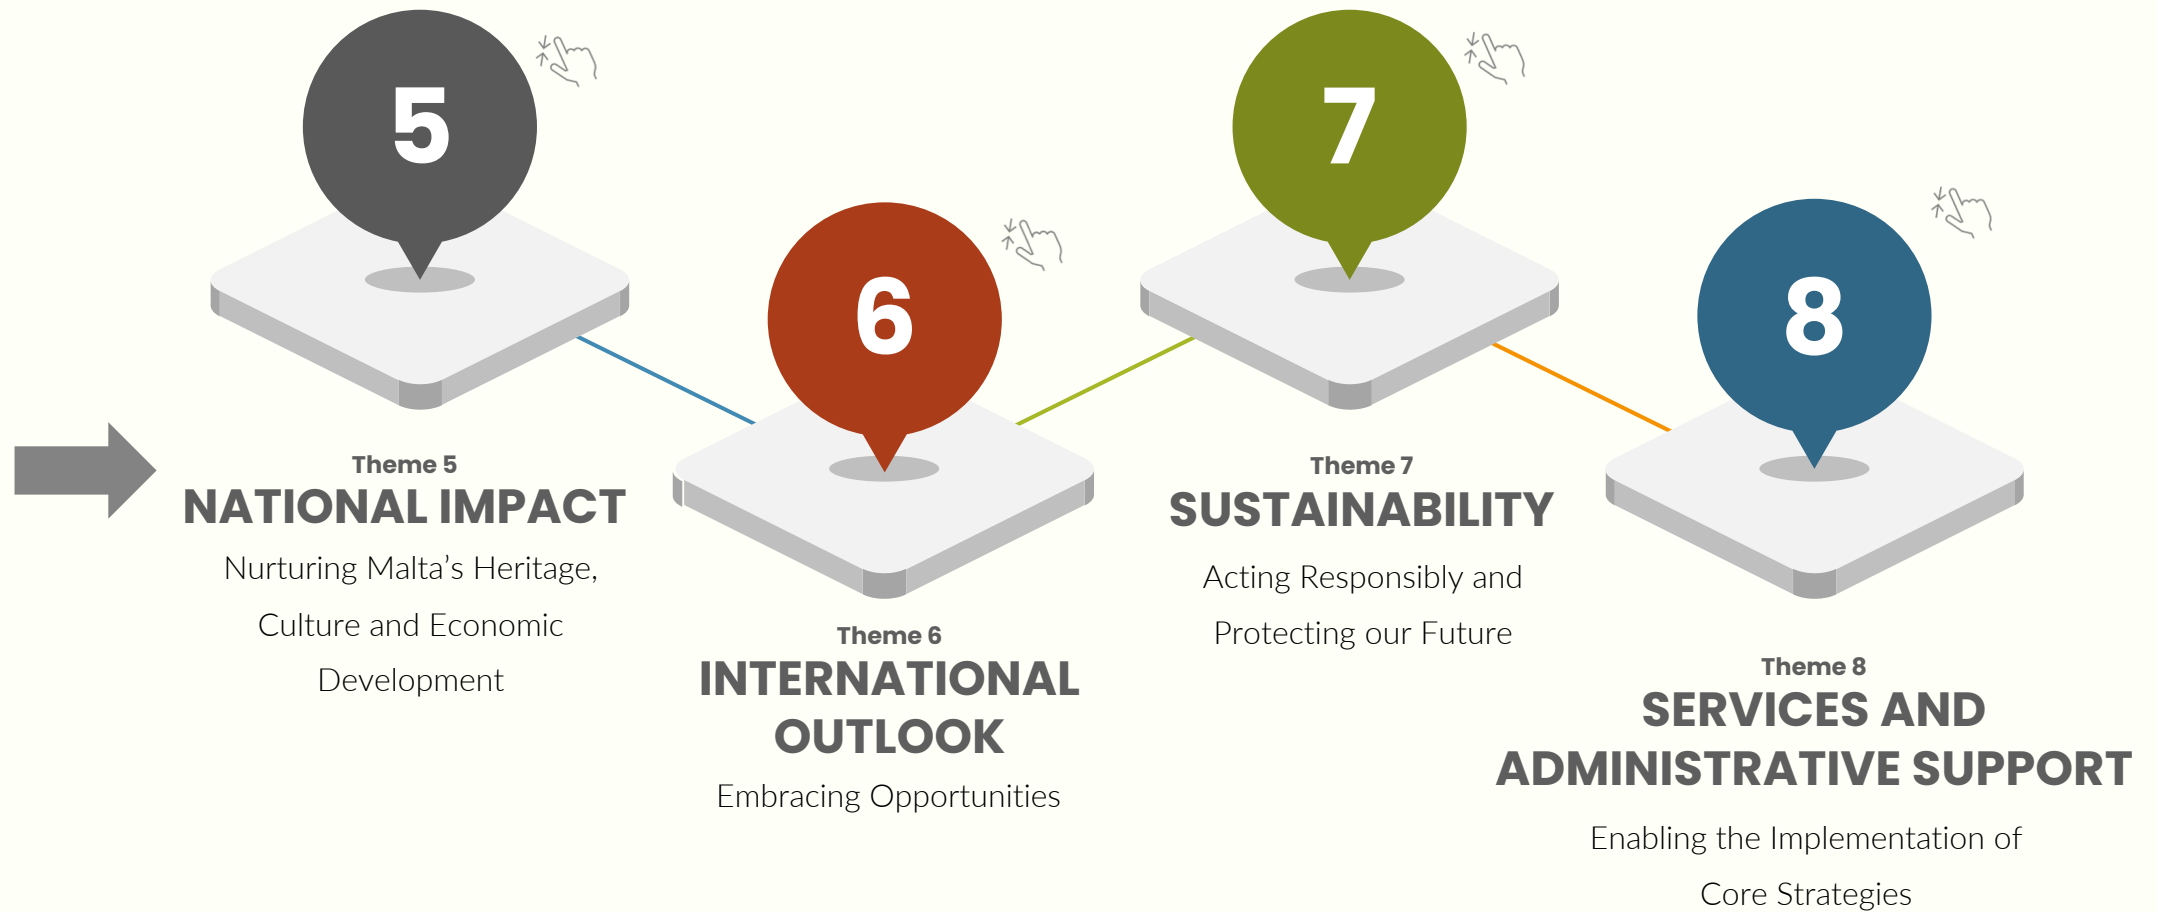 5
Theme 5
NATIONAL IMPACT
Nurturing Malta’s Heritage,
Culture and Economic
Development
6
Theme 6
INTERNATIONAL
OUTLOOK
Embracing Opportunities
7
Theme 7
SUSTAINABILITY
Acting Responsibly and
Protecting our Future
8
Theme 8
SERVICES AND
ADMINISTRATIVE SUPPORT
Enabling the Implementation of
Core Strategies